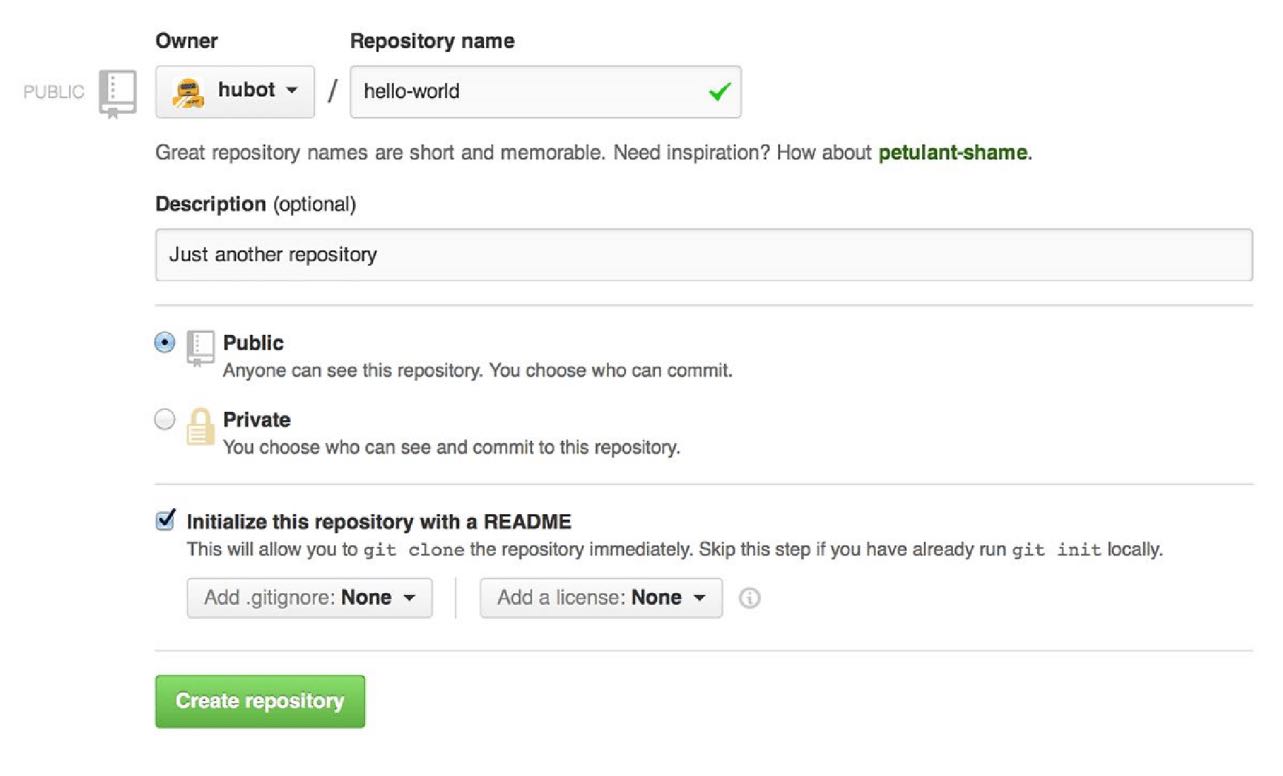 Owner Repository name
PUBLIC hubot / hello-world
Great repository names are short and memorable. Need inspiration? How about petulant-shame.
Description (optional)
Just another repository
Public
Anyone can see this repository. You choose who can commit.
Private
You choose who can see and commit to this repository.
Initialize this repository with a README
This will allow you to git clone the repository immediately. Skip this step if you have already run git init locally.
Add .gitignore: None Add a license: None
Create repository